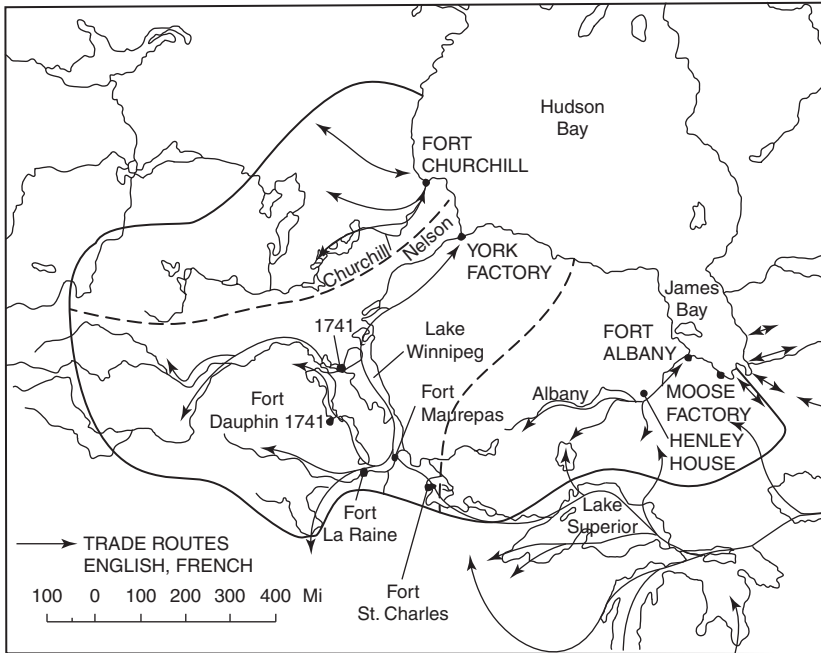 Hudson
Bay
FORT
CHURCHILL
Churchill
Nelson
YORK
FACTORY
James
Bay
1741
Lake
Winnipeg
FORT
ALBANY
Fort
Dauphin 1741
Fort
Maurepas
Albany
MOOSE
FACTORY
HENLEY
HOUSE
Fort
La Raine
Lake
Superior
Fort
St. Charles
TRADE ROUTES
ENGLISH, FRENCH
100 0 100 200 300 400 Mi